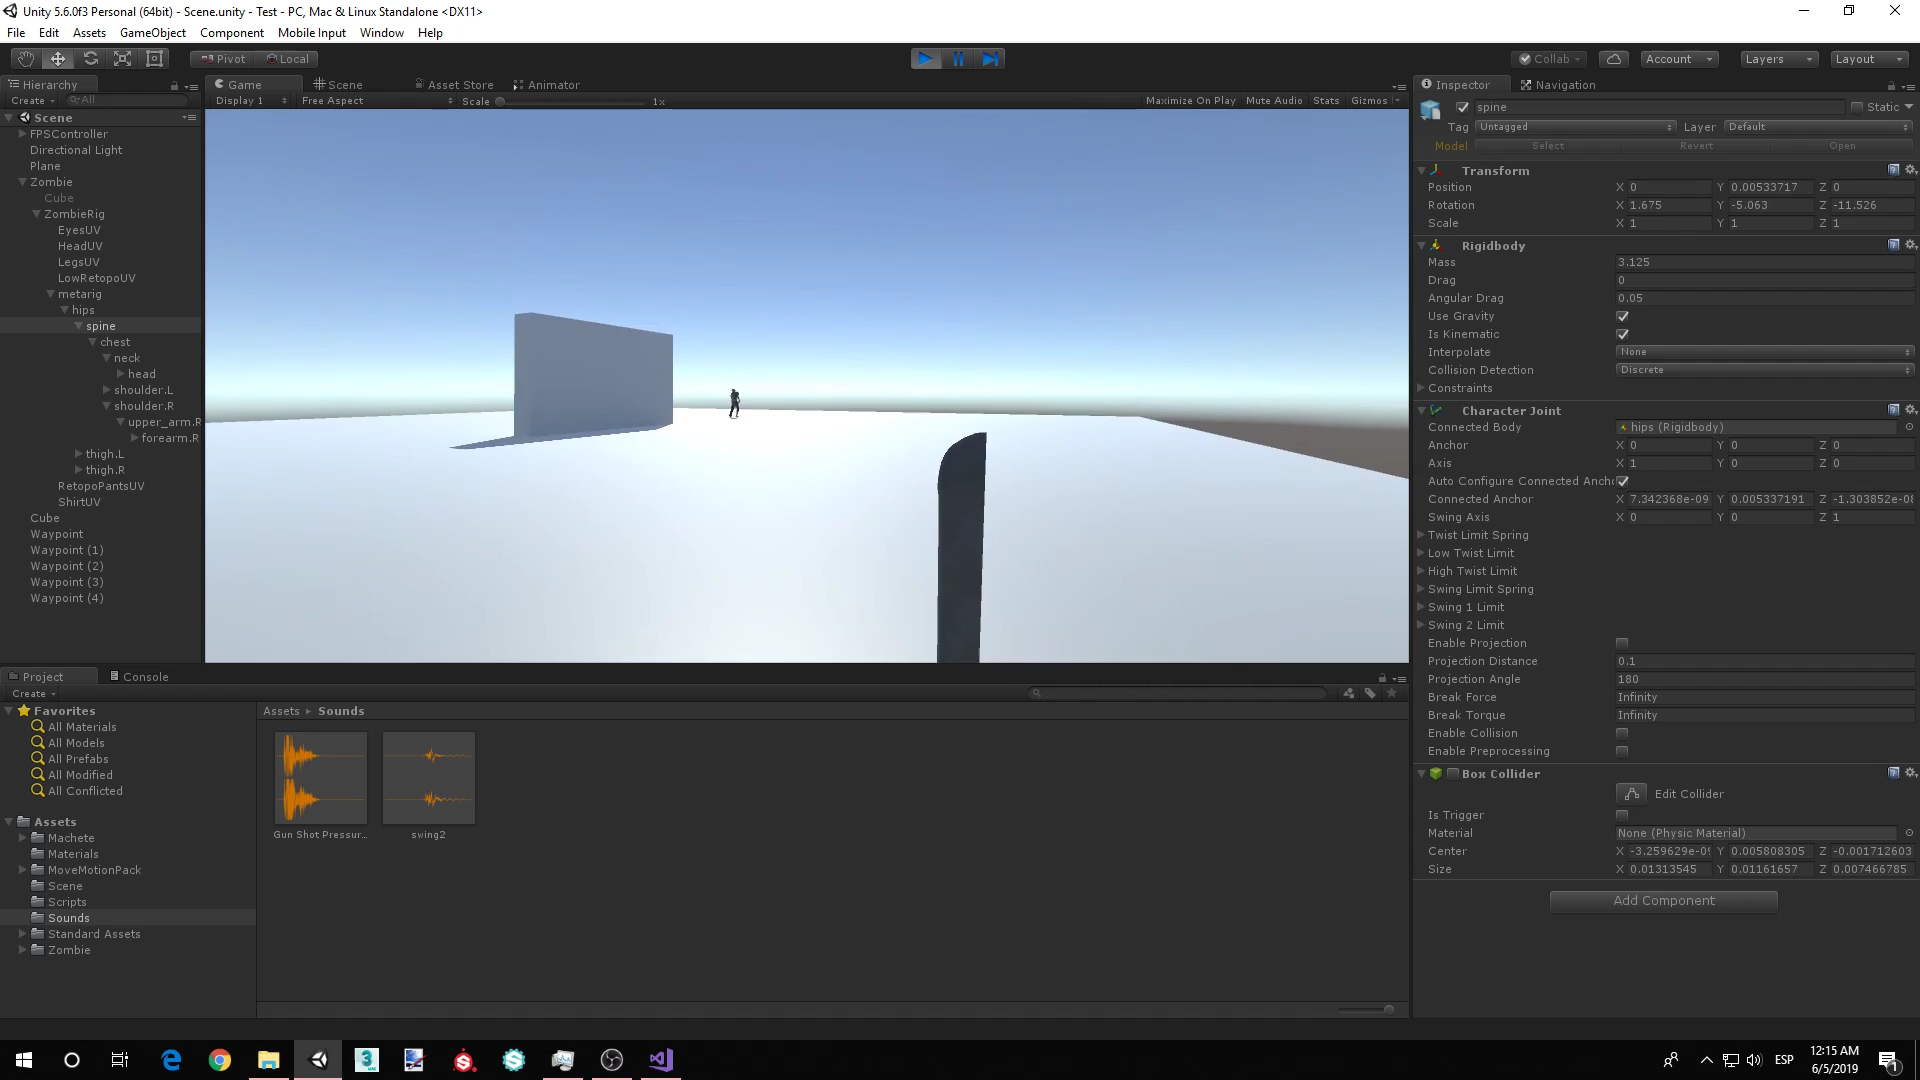 Unity 5.6.0f3 Personal (64bit) - Scene.unity - Test - PC, Mac & Linux Standalone <DX11>
File Edit Assets GameObject Component Mobile Input Window Help
Pivot Local Collab Account Layers Layout
Hierarchy
Create All
Scene
FPSController
Directional Light
Plane
Zombie
Cube
ZombieRig
EyesUV
HeadUV
LegsUV
LowRetopoUV
metarig
hips
spine
chest
neck
head
shoulder.L
shoulder.R
upper_arm.R
forearm.R
thigh.L
thigh.R
RetopoPantsUV
ShirtUV
Cube
Waypoint
Waypoint (1)
Waypoint (2)
Waypoint (3)
Waypoint (4)
Game Scene Asset Store Animator
Display 1 Free Aspect Scale 1x Maximize On Play Mute Audio Stats Gizmos
Inspector Navigation
spine Static
Tag Untagged Layer Default
Model Select Revert Open
Transform
Position X 0 Y 0.00533717 Z 0
Rotation X 1.675 Y -5.063 Z -11.526
Scale X 1 Y 1 Z 1
Rigidbody
Mass 3.125
Drag 0
Angular Drag 0.05
Use Gravity
Is Kinematic
Interpolate None
Collision Detection Discrete
Constraints
Character Joint
Connected Body hips (Rigidbody)
Anchor X 0 Y 0 Z 0
Axis X 1 Y 0 Z 0
Auto Configure Connected Ancho
Connected Anchor X 7.342368e-09 Y 0.005337191 Z -1.303852e-08
Swing Axis X 0 Y 0 Z 1
Twist Limit Spring
Low Twist Limit
High Twist Limit
Swing Limit Spring
Swing 1 Limit
Swing 2 Limit
Enable Projection
Projection Distance 0.1
Projection Angle 180
Break Force Infinity
Break Torque Infinity
Enable Collision
Enable Preprocessing
Box Collider
Edit Collider
Is Trigger
Material None (Physic Material)
Center X -3.259629e-09 Y 0.005808305 Z -0.001712603
Size X 0.01313545 Y 0.01161657 Z 0.007466785
Add Component
Project Console
Create
Favorites
All Materials
All Models
All Prefabs
All Modified
All Conflicted
Assets
Machete
Materials
MoveMotionPack
Scene
Scripts
Sounds
Standard Assets
Zombie
Assets Sounds
Gun Shot Pressur...
swing2
ESP
12:15 AM
6/5/2019
1